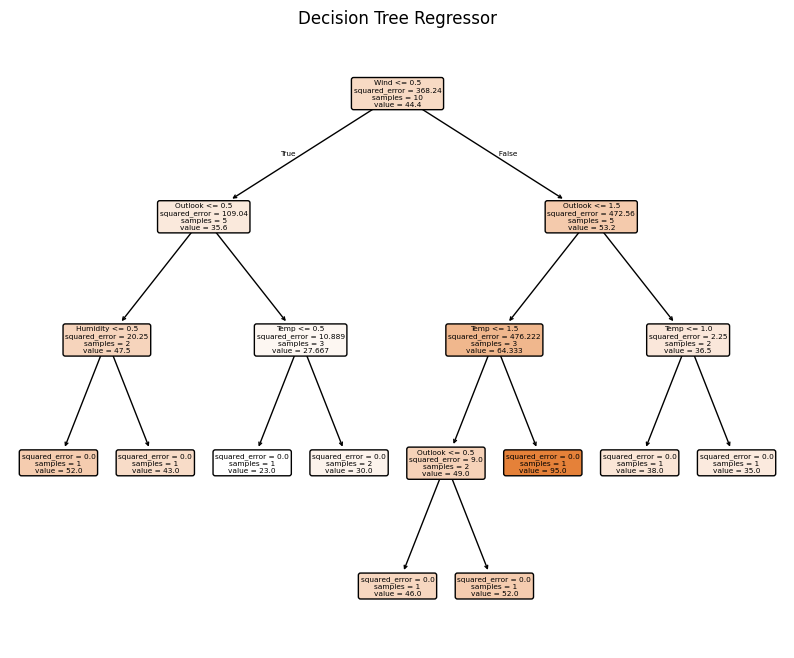 Decision Tree Regressor
Wind <= 0.5
squared_error = 368.24
samples = 10
value = 44.4
True
False
Outlook <= 0.5
squared_error = 109.04
samples = 5
value = 35.6
Outlook <= 1.5
squared_error = 472.56
samples = 5
value = 53.2
Humidity <= 0.5
squared_error = 20.25
samples = 2
value = 47.5
Temp <= 0.5
squared_error = 10.889
samples = 3
value = 27.667
Temp <= 1.5
squared_error = 476.222
samples = 3
value = 64.333
Temp <= 1.0
squared_error = 2.25
samples = 2
value = 36.5
squared_error = 0.0
samples = 1
value = 52.0
squared_error = 0.0
samples = 1
value = 43.0
squared_error = 0.0
samples = 1
value = 23.0
squared_error = 0.0
samples = 2
value = 30.0
Outlook <= 0.5
squared_error = 9.0
samples = 2
value = 49.0
squared_error = 0.0
samples = 1
value = 95.0
squared_error = 0.0
samples = 1
value = 38.0
squared_error = 0.0
samples = 1
value = 35.0
squared_error = 0.0
samples = 1
value = 46.0
squared_error = 0.0
samples = 1
value = 52.0